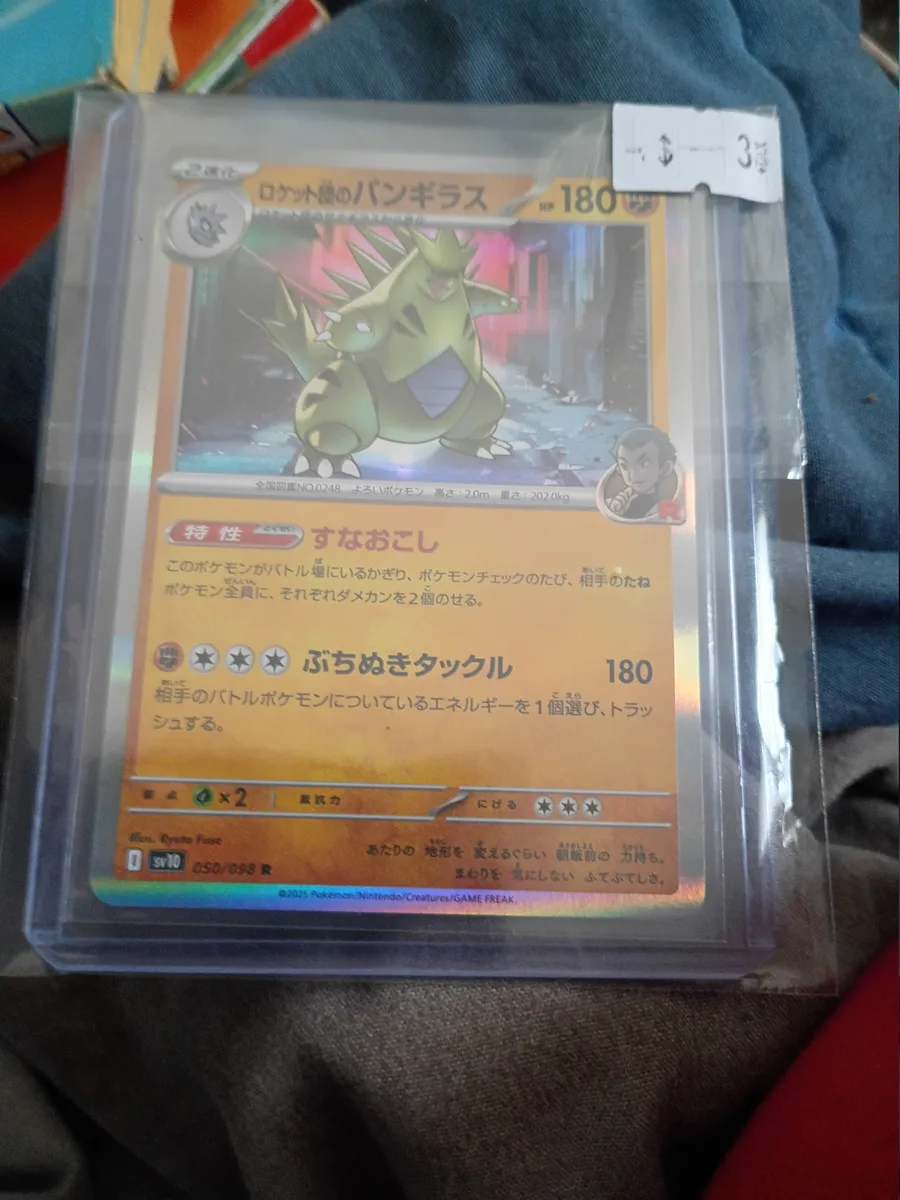 2進化
ロケット団のバンギラス
HP 180
全国図鑑NO.0248 よろいポケモン 高さ:2.0m 重さ:202.0kg
R
特性 とくせい すなおこし
このポケモンがバトル場にいるかぎり、ポケモンチェックのたび、相手のたね
ポケモン全員に、それぞれダメカンを2個のせる。
ぶちぬきタックル 180
相手のバトルポケモンについているエネルギーを1個選び、トラッ
シュする。
弱点 ×2 抵抗力 にげる
Illus. Ryota Fuse
sv10 050/098 R
あたりの 地形を 変えるぐらい 朝飯前の 力持ち。
まわりを 気にしない ふてぶてしさ。
©2025 Pokémon/Nintendo/Creatures/GAME FREAK.